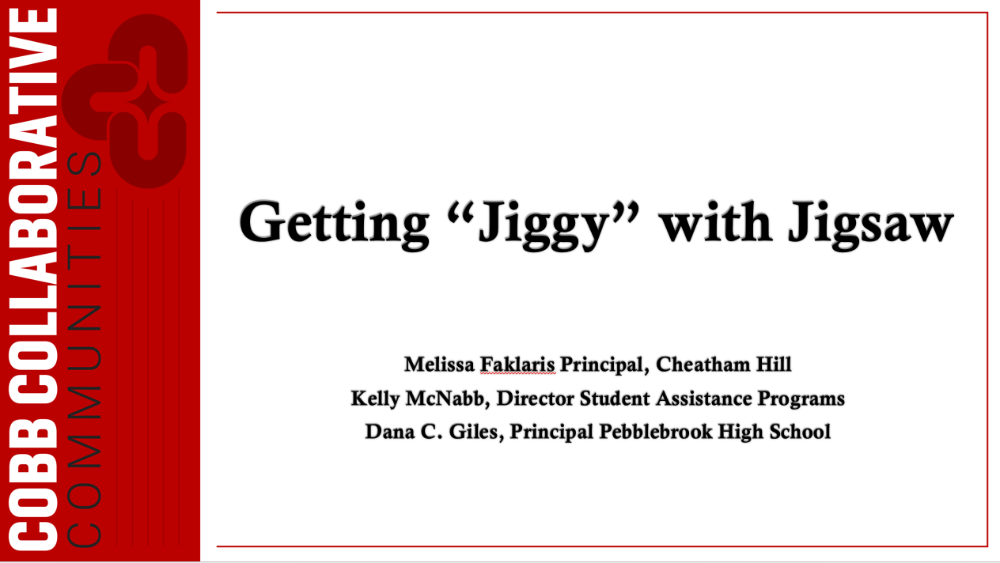 COBB COLLABORATIVE
COMMUNITIES
Getting “Jiggy” with Jigsaw
Melissa Faklaris Principal, Cheatham Hill
Kelly McNabb, Director Student Assistance Programs
Dana C. Giles, Principal Pebblebrook High School